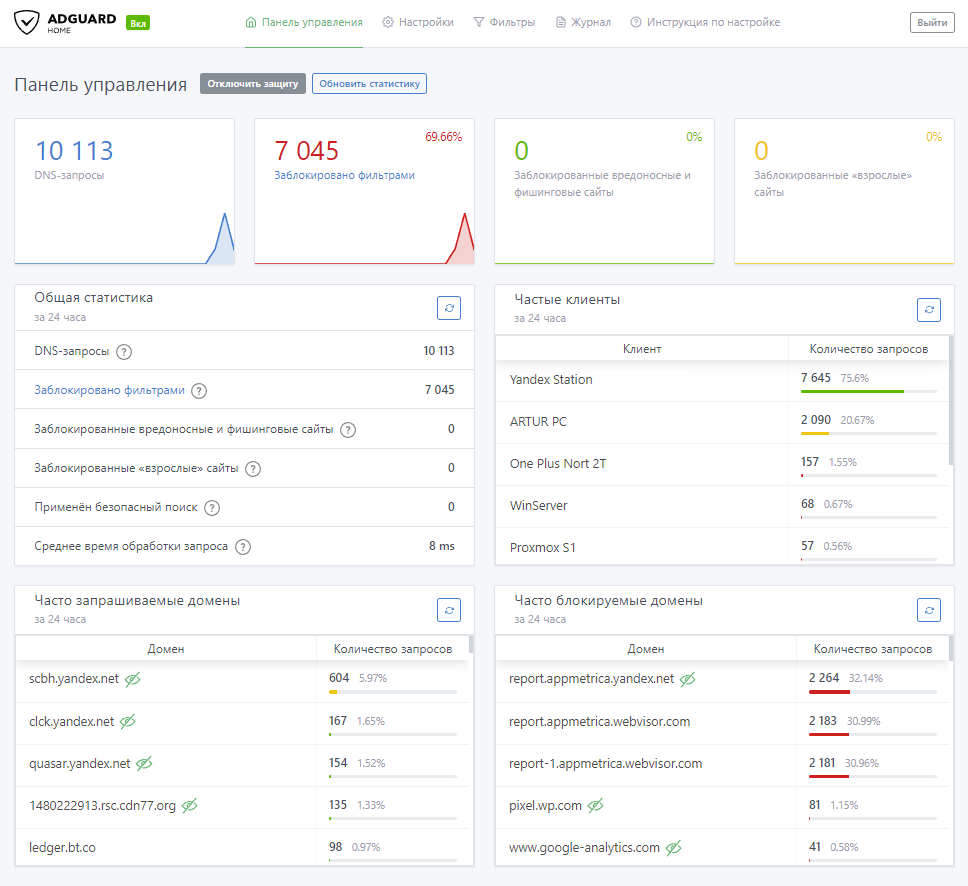 ADGUARD
HOME
Вкл
Панель управления
Настройки
Фильтры
Журнал
Инструкция по настройке
Выйти
Панель управления
Отключить защиту
Обновить статистику
10 113
DNS-запросы
69.66%
7 045
Заблокировано фильтрами
0%
0
Заблокированные вредоносные и
фишинговые сайты
0%
0
Заблокированные «взрослые»
сайты
Общая статистика
за 24 часа
DNS-запросы ? 10 113
Заблокировано фильтрами ? 7 045
Заблокированные вредоносные и фишинговые сайты ? 0
Заблокированные «взрослые» сайты ? 0
Применён безопасный поиск ? 0
Среднее время обработки запроса ? 8 ms
Частые клиенты
за 24 часа
Клиент Количество запросов
Yandex Station 7 645 75.6%
ARTUR PC 2 090 20.67%
One Plus Nort 2T 157 1.55%
WinServer 68 0.67%
Proxmox S1 57 0.56%
Часто запрашиваемые домены
за 24 часа
Домен Количество запросов
scbh.yandex.net 604 5.97%
clck.yandex.net 167 1.65%
quasar.yandex.net 154 1.52%
1480222913.rsc.cdn77.org 135 1.33%
ledger.bt.co 98 0.97%
Часто блокируемые домены
за 24 часа
Домен Количество запросов
report.appmetrica.yandex.net 2 264 32.14%
report.appmetrica.webvisor.com 2 183 30.99%
report-1.appmetrica.webvisor.com 2 181 30.96%
pixel.wp.com 81 1.15%
www.google-analytics.com 41 0.58%